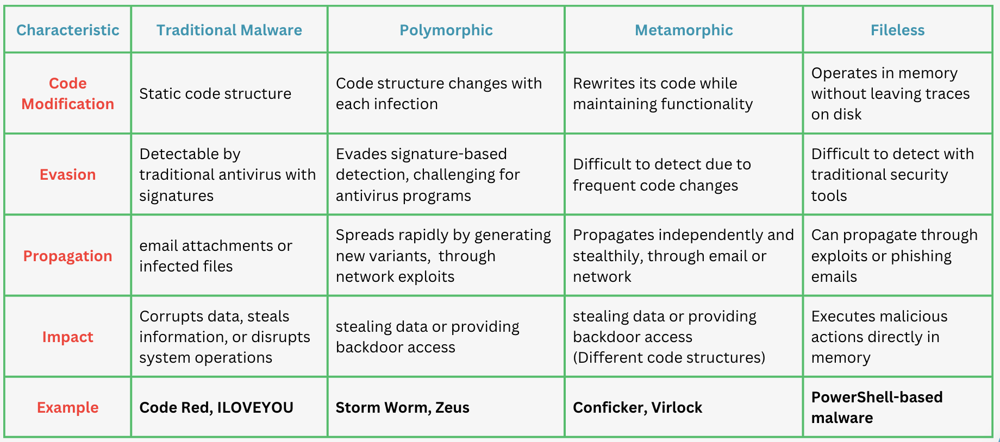 Characteristic
Traditional Malware
Polymorphic
Metamorphic
Fileless
Code
Modification
Static code structure
Code structure changes with
each infection
Rewrites its code while
maintaining functionality
Operates in memory
without leaving traces
on disk
Evasion
Detectable by
traditional antivirus with
signatures
Evades signature-based
detection, challenging for
antivirus programs
Difficult to detect due to
frequent code changes
Difficult to detect with
traditional security
tools
Propagation
email attachments or
infected files
Spreads rapidly by generating
new variants,  through
network exploits
Propagates independently and
stealthily, through email or
network
Can propagate through
exploits or phishing
emails
Impact
Corrupts data, steals
information, or disrupts
system operations
stealing data or providing
backdoor access
stealing data or providing
backdoor access
(Different code structures)
Executes malicious
actions directly in
memory
Example
Code Red, ILOVEYOU
Storm Worm, Zeus
Conficker, Virlock
PowerShell-based
malware